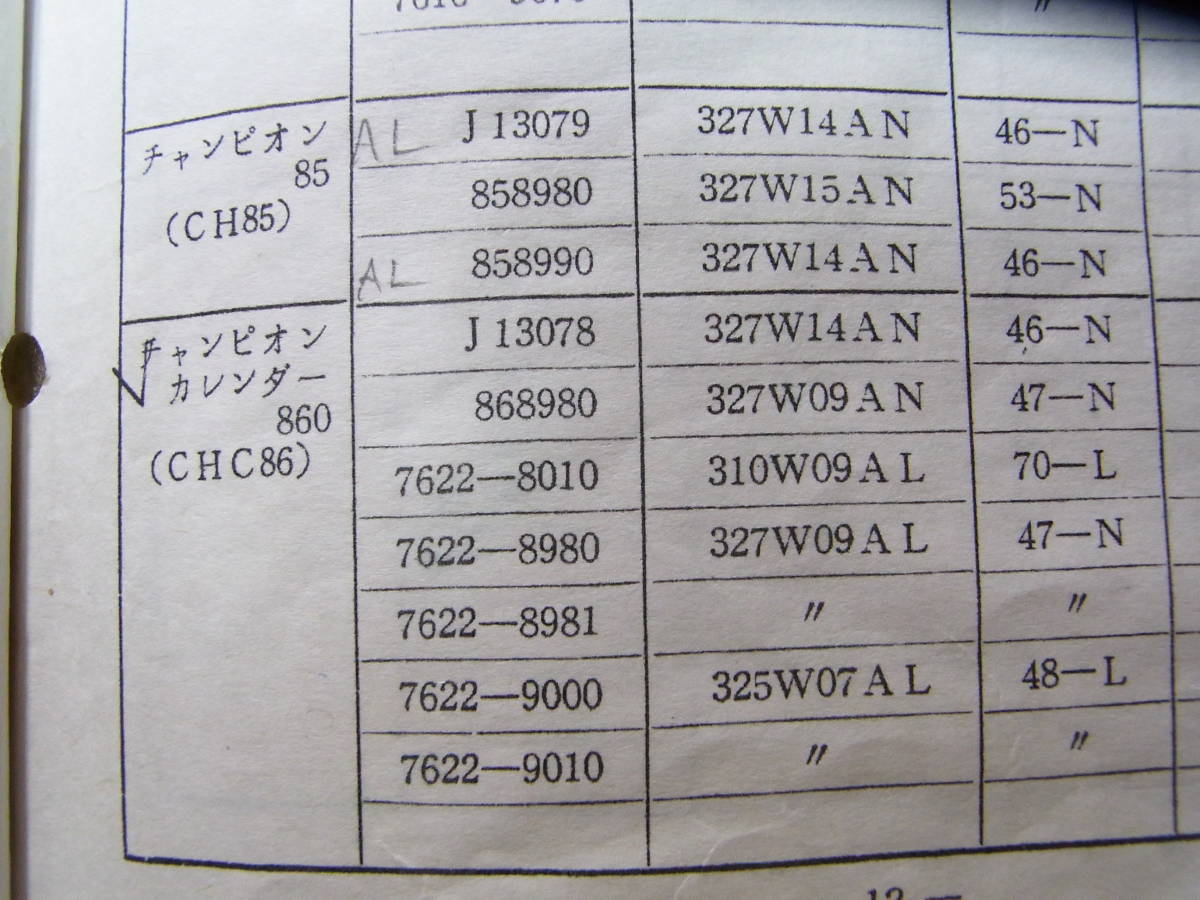 〃
チャンピオン
85
(CH85)
AL J13079 327W14AN 46—N
858980 327W15AN 53—N
AL 858990 327W14AN 46—N
チャンピオン
カレンダー
860
(CHC86)
J13078 327W14AN 46—N
868980 327W09AN 47—N
7622—8010 310W09AL 70—L
7622—8980 327W09AL 47—N
7622—8981 〃 〃
7622—9000 325W07AL 48—L
7622—9010 〃 〃